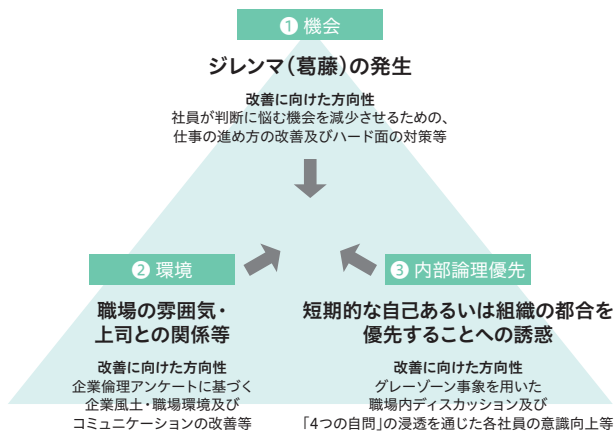 ❶ 機会
ジレンマ（葛藤）の発生
改善に向けた方向性
社員が判断に悩む機会を減少させるための、
仕事の進め方の改善及びハード面の対策等
❷ 環境
職場の雰囲気・
上司との関係等
改善に向けた方向性
企業倫理アンケートに基づく
企業風土・職場環境及び
コミュニケーションの改善等
❸ 内部論理優先
短期的な自己あるいは組織の都合を
優先することへの誘惑
改善に向けた方向性
グレーゾーン事象を用いた
職場内ディスカッション及び
「4つの自問」の浸透を通じた各社員の意識向上等